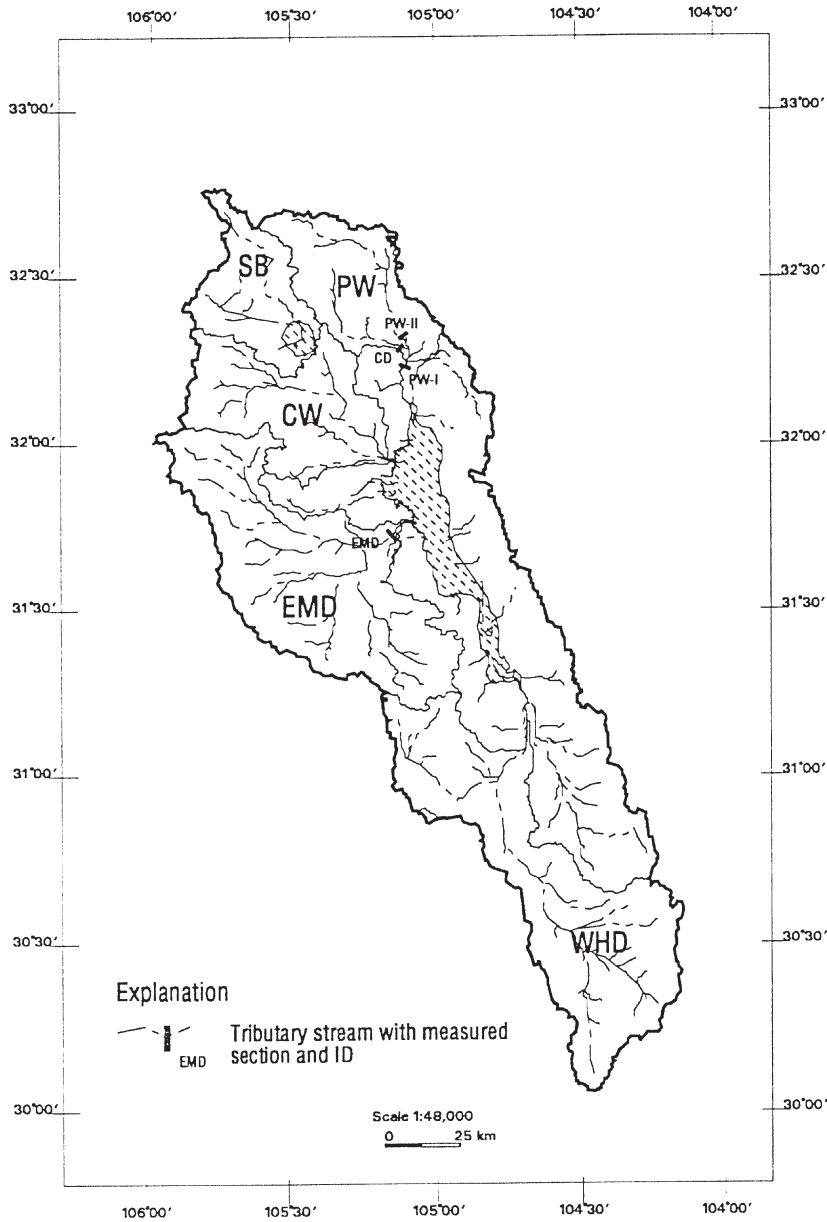 106°00' 105°30' 105°00' 104°30' 104°00'
33°00' 33°00'
SB
32°30' 32°30'
PW
PW-II
CD
PW-I
CW
32°00' 32°00'
EMD
EMD
31°30' 31°30'
31°00' 31°00'
WHD
30°30' 30°30'
Explanation
Tributary stream with measured
section and ID
EMD
30°00' 30°00'
Scale 1:48,000
0 25 km
106°00' 105°30' 105°00' 104°30' 104°00'